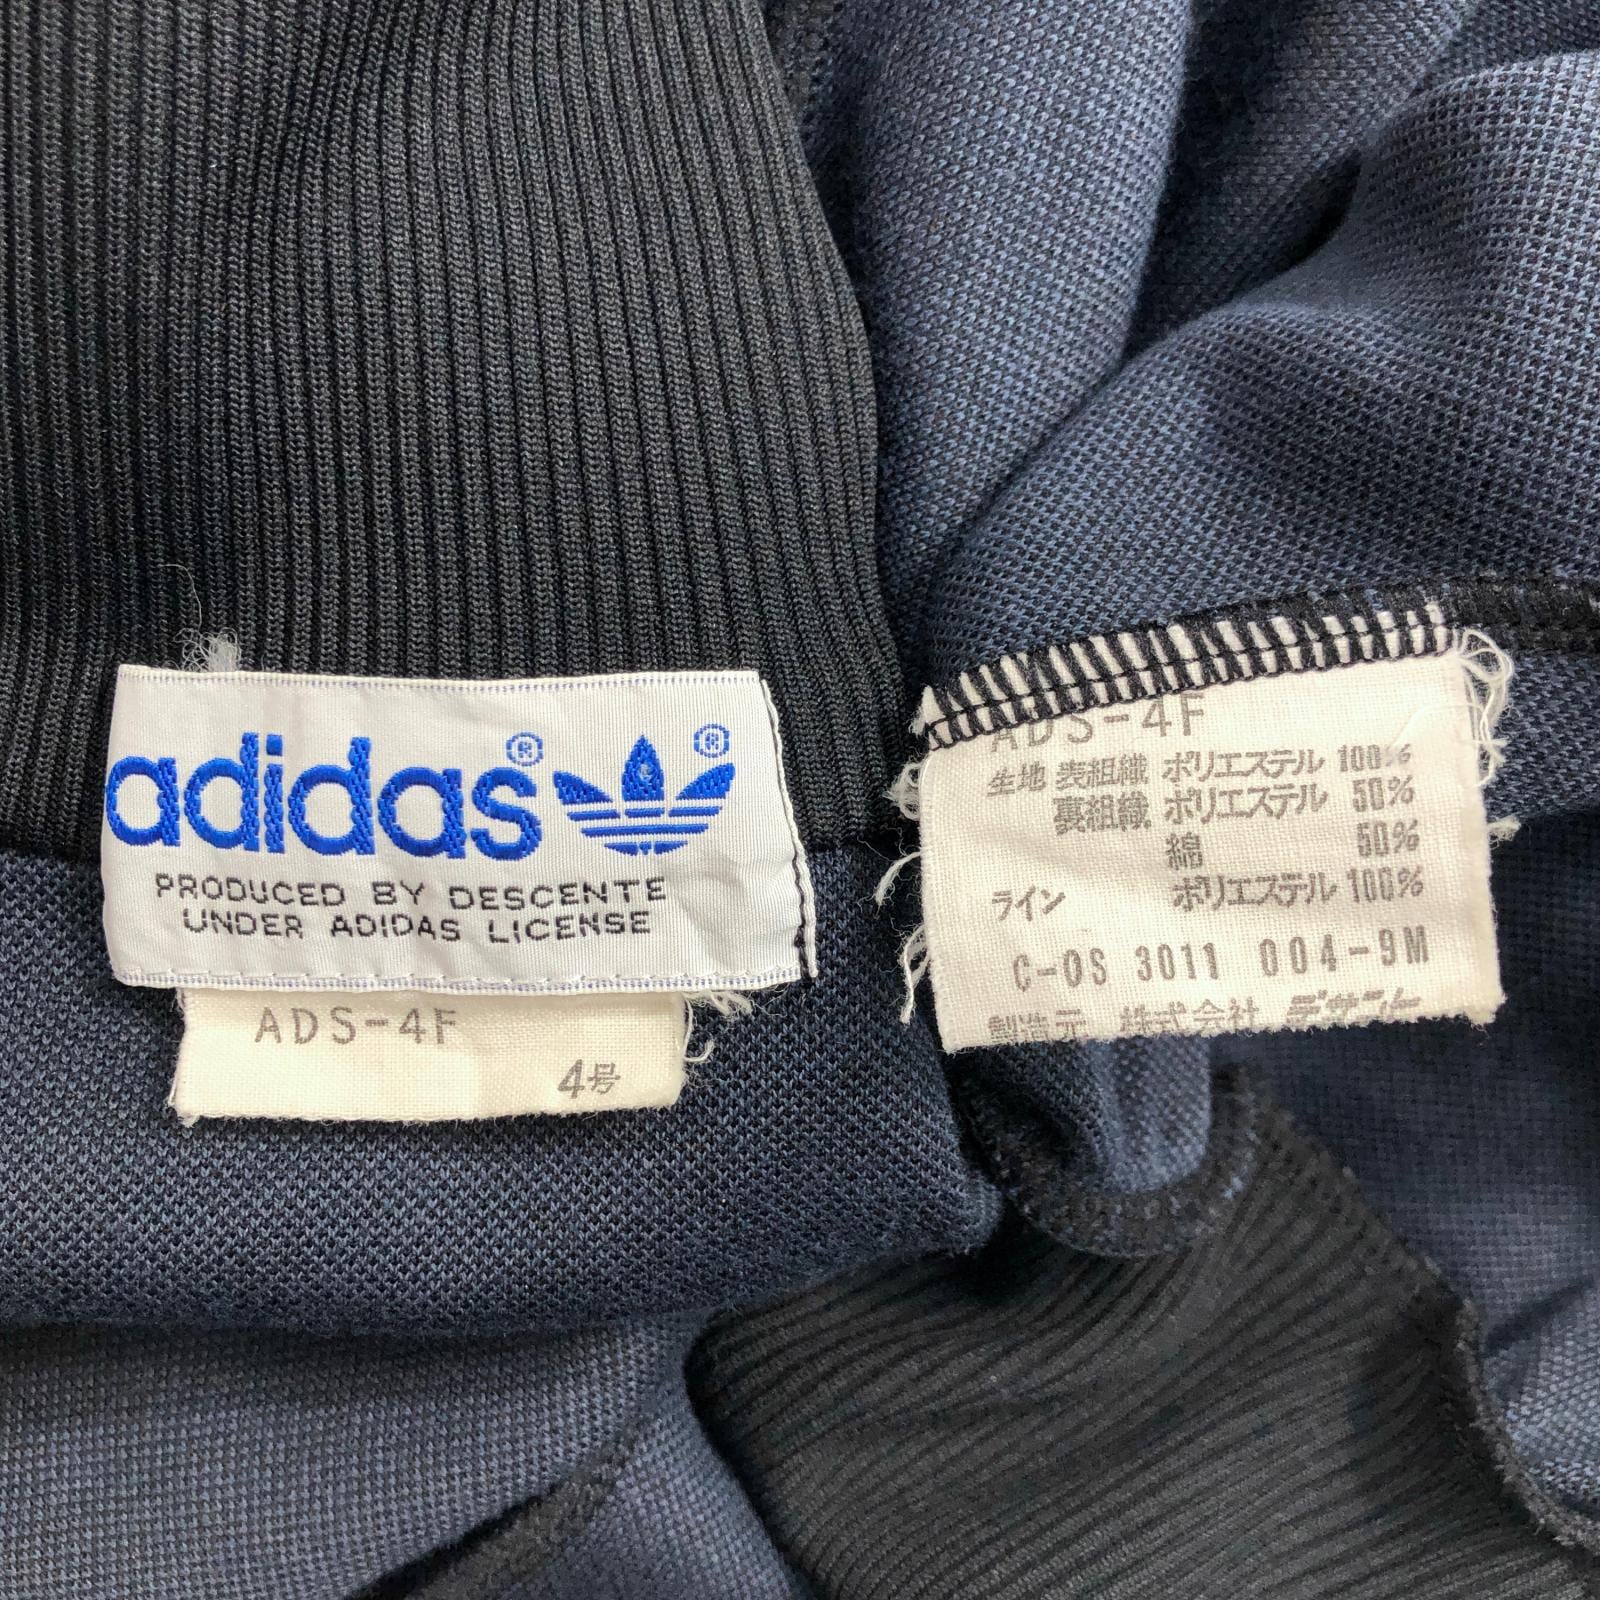 adidas®
®
PRODUCED BY DESCENTE
UNDER ADIDAS LICENSE
ADS-4F
4号
ADS-4F
生地 表組織 ポリエステル 100%
裏組織 ポリエステル 50%
綿 50%
ライン ポリエステル 100%
C-OS 3011 004-9M
製造元 株式会社 デサント